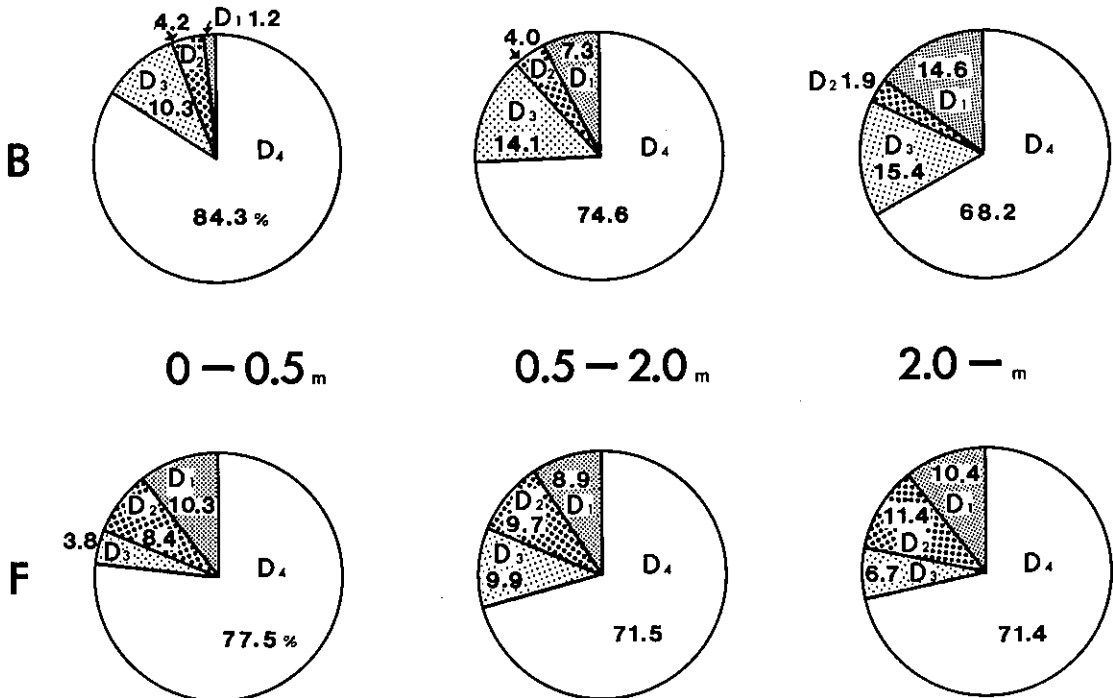 B
4.2
D1 1.2
D2
D3
10.3
D4
84.3 %
4.0
7.3
D2
D1
D3
14.1
D4
74.6
14.6
D2 1.9
D1
D3
15.4
D4
68.2
0 — 0.5 m
0.5 — 2.0 m
2.0 — m
F
D1
10.3
D2
8.4
3.8
D3
D4
77.5 %
8.9
D2
D1
9.7
D3
9.9
D4
71.5
10.4
D1
11.4
D2
6.7 D3
D4
71.4